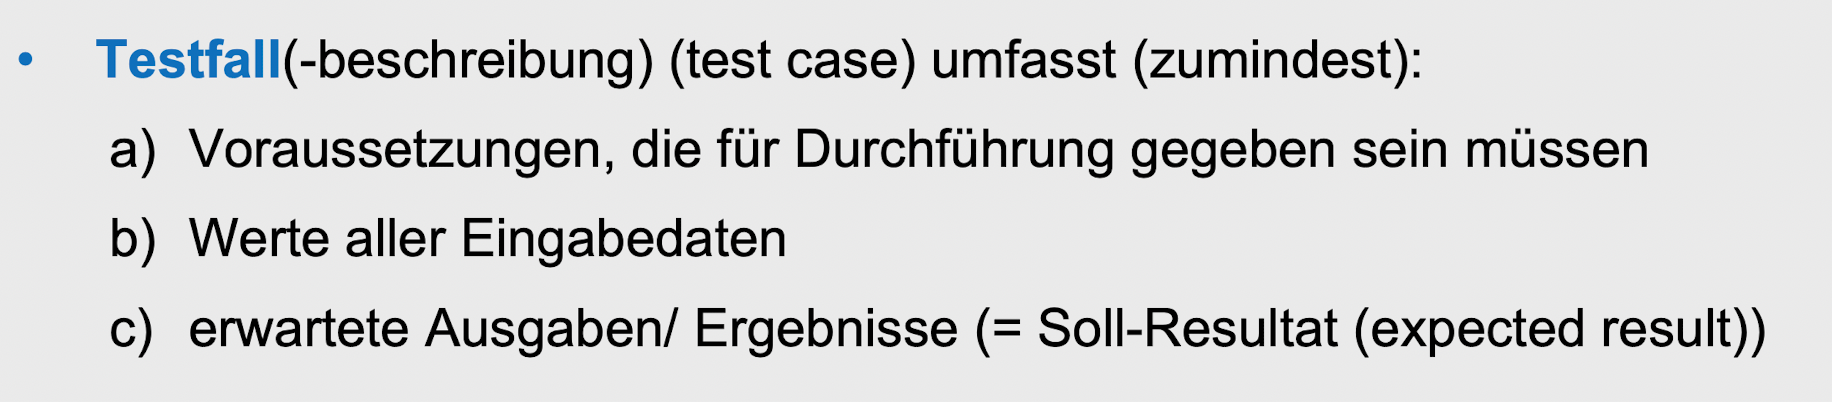 • Testfall(-beschreibung) (test case) umfasst (zumindest):
a) Voraussetzungen, die für Durchführung gegeben sein müssen
b) Werte aller Eingabedaten
c) erwartete Ausgaben/ Ergebnisse (= Soll-Resultat (expected result))